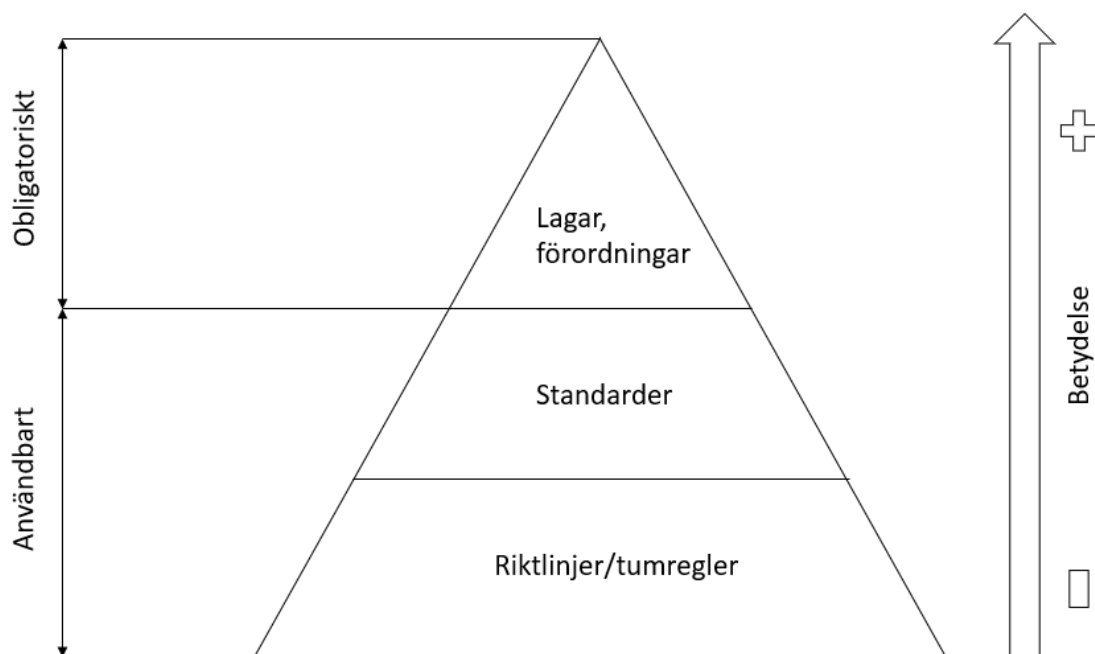 Obligatoriskt
Lagar,
förordningar
Användbart
Standarder
Riktlinjer/tumregler
Betydelse